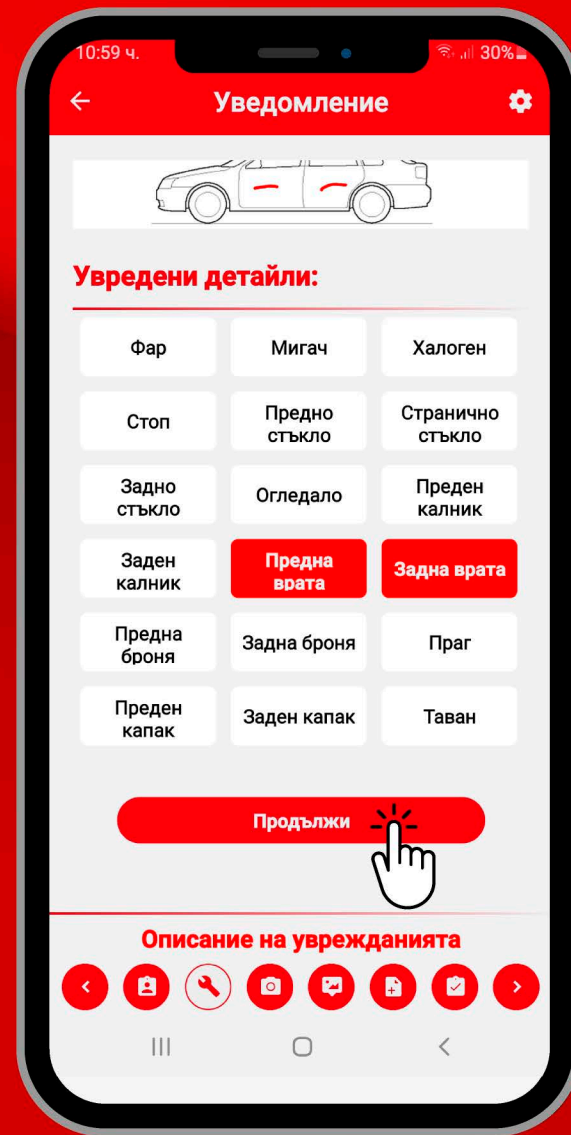 10:59 ч.
30%
Уведомление
Увредени детайли:
Фар
Мигач
Халоген
Стоп
Предно
стъкло
Странично
стъкло
Задно
стъкло
Огледало
Преден
калник
Заден
калник
Предна
врата
Задна врата
Предна
броня
Задна броня
Праг
Преден
капак
Заден капак
Таван
Продължи
Описание на уврежданията